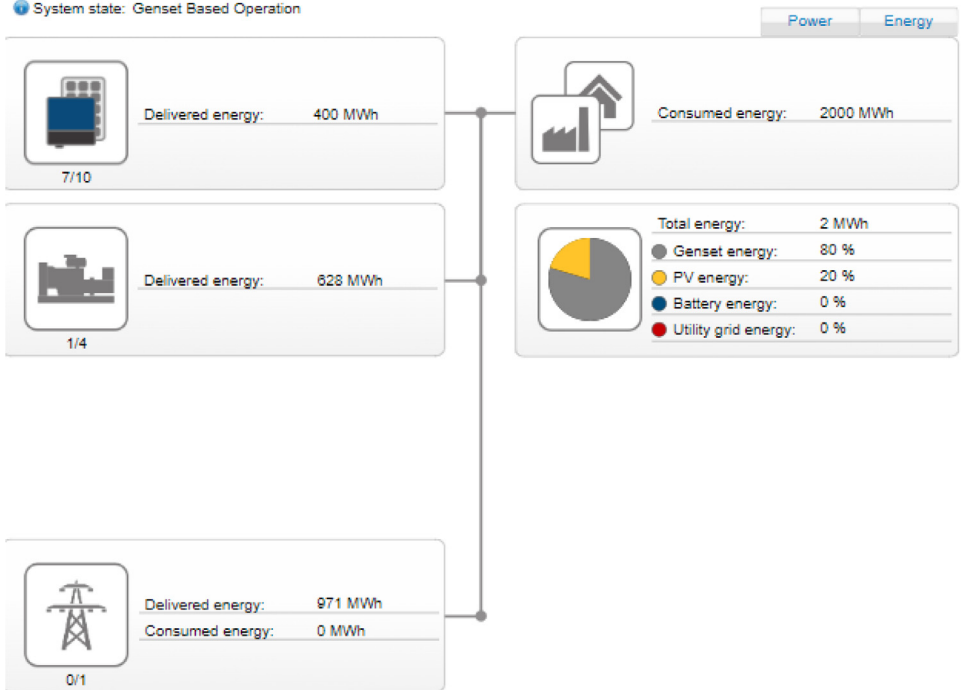 System state: Genset Based Operation
Power Energy
Delivered energy: 400 MWh
7/10
Consumed energy: 2000 MWh
Delivered energy: 628 MWh
1/4
Total energy: 2 MWh
Genset energy: 80 %
PV energy: 20 %
Battery energy: 0 %
Utility grid energy: 0 %
Delivered energy: 971 MWh
Consumed energy: 0 MWh
0/1